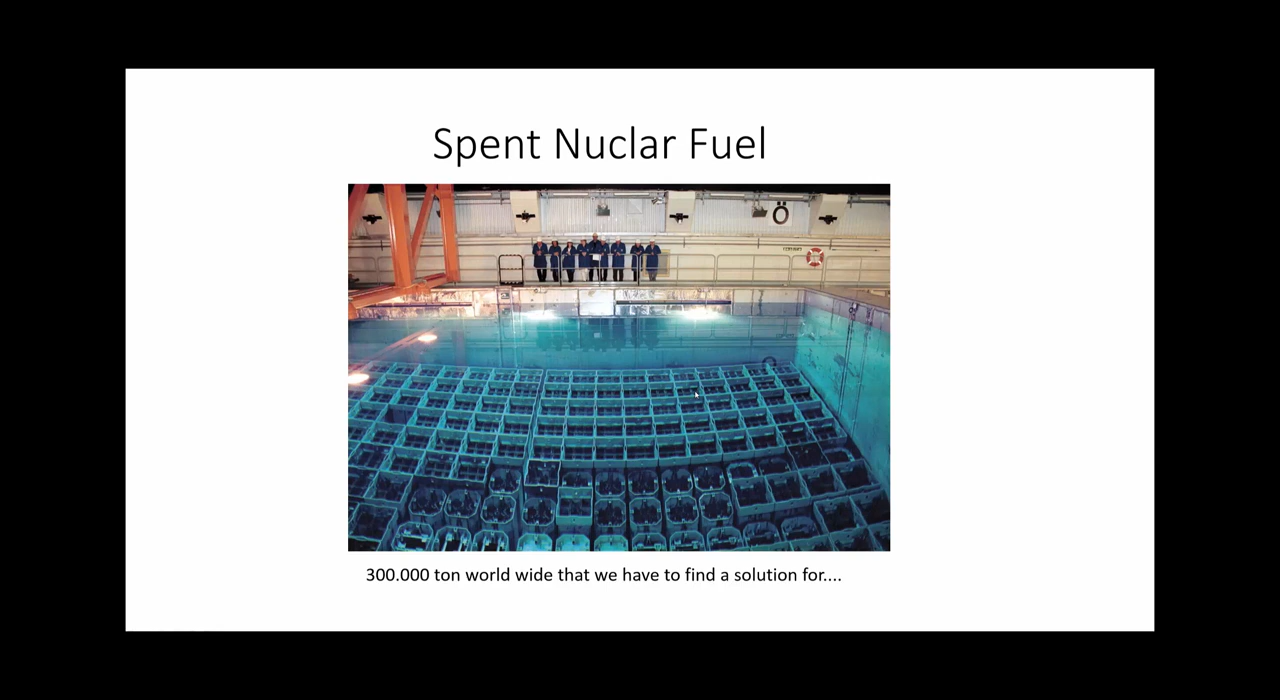 Spent Nuclar Fuel
Ö
300.000 ton world wide that we have to find a solution for....